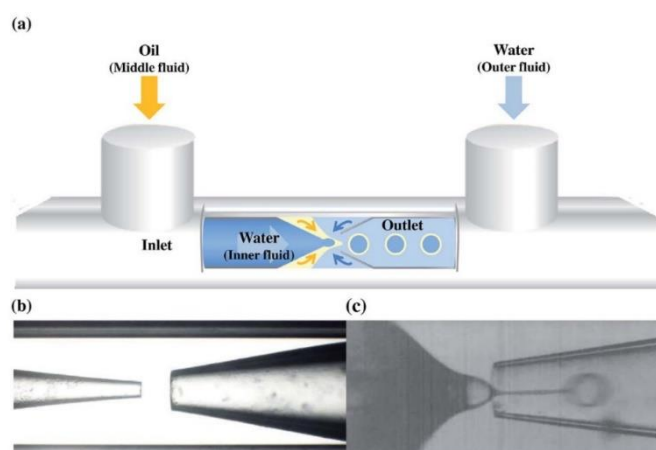 (a)
Oil
(Middle fluid)
Water
(Outer fluid)
Inlet
Water
(Inner fluid)
Outlet
(b)
(c)